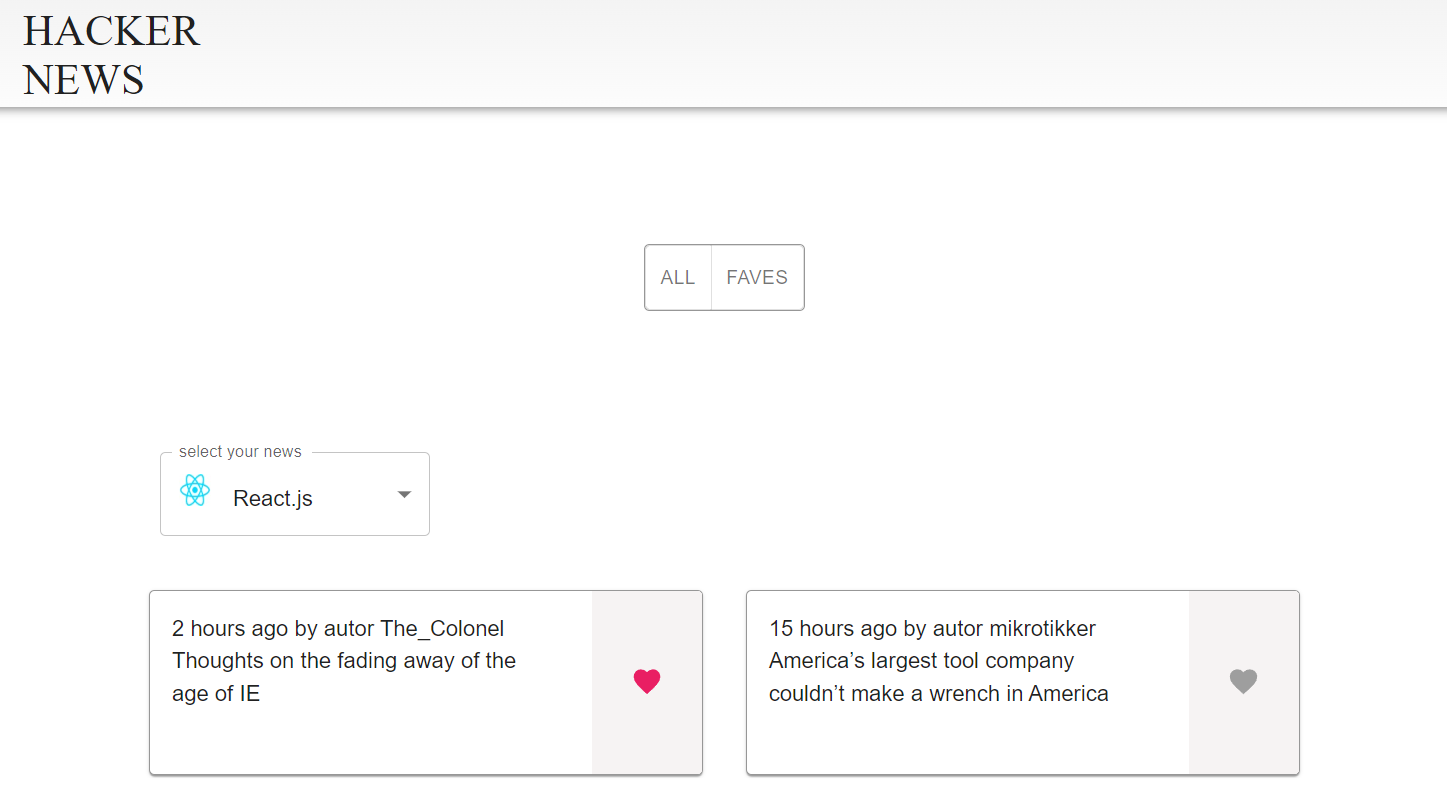 HACKER
NEWS
ALL FAVES
select your news
React.js
2 hours ago by autor The_Colonel
Thoughts on the fading away of the
age of IE
15 hours ago by autor mikrotikker
America’s largest tool company
couldn’t make a wrench in America